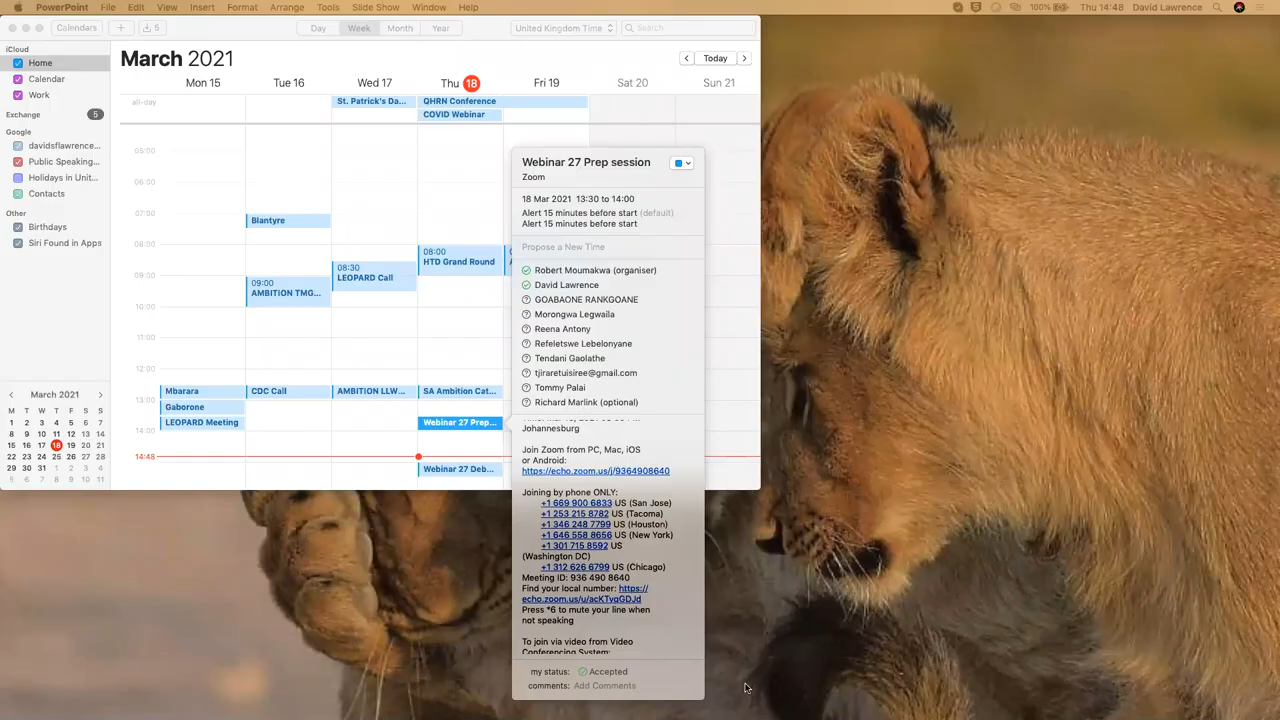 PowerPoint File Edit View Insert Format Arrange Tools Slide Show Window Help 100% Thu 14:48 David Lawrence
Calendars + 5 Day Week Month Year United Kingdom Time Search
iCloud
Home
Calendar
Work
Exchange 5
Google
davidsflawrence...
Public Speaking...
Holidays in Unit...
Contacts
Other
Birthdays
Siri Found in Apps
March 2021
M T W T F S S
1 2 3 4 5 6 7
8 9 10 11 12 13 14
15 16 17 18 19 20 21
22 23 24 25 26 27 28
29 30 31 1 2 3 4
5 6 7 8 9 10 11
March 2021 Today
Mon 15 Tue 16 Wed 17 Thu 18 Fri 19 Sat 20 Sun 21
all-day St. Patrick's Da... QHRN Conference
COVID Webinar
05:00
06:00
07:00
Blantyre
08:00
08:00
HTD Grand Round
08:30
LEOPARD Call
09:00
09:00
AMBITION TMG...
10:00
11:00
12:00
Mbarara CDC Call AMBITION LLW... SA Ambition Cat...
13:00
Gaborone
LEOPARD Meeting Webinar 27 Prep...
14:00
14:48
Webinar 27 Deb...
Webinar 27 Prep session
Zoom
18 Mar 2021 13:30 to 14:00
Alert 15 minutes before start (default)
Alert 15 minutes before start
Propose a New Time
Robert Moumakwa (organiser)
David Lawrence
GOABAONE RANKGOANE
Morongwa Legwaila
Reena Antony
Refeletswe Lebelonyane
Tendani Gaolathe
tjiraretuisiree@gmail.com
Tommy Palai
Richard Marlink (optional)
Johannesburg
Join Zoom from PC, Mac, iOS
or Android:
https://echo.zoom.us/j/9364908640
Joining by phone ONLY:
+1 669 900 6833 US (San Jose)
+1 253 215 8782 US (Tacoma)
+1 346 248 7799 US (Houston)
+1 646 558 8656 US (New York)
+1 301 715 8592 US
(Washington DC)
+1 312 626 6799 US (Chicago)
Meeting ID: 936 490 8640
Find your local number: https://
echo.zoom.us/u/acKTyqGDJd
Press *6 to mute your line when
not speaking
To join via video from Video
Conferencing System:
my status: Accepted
comments: Add Comments